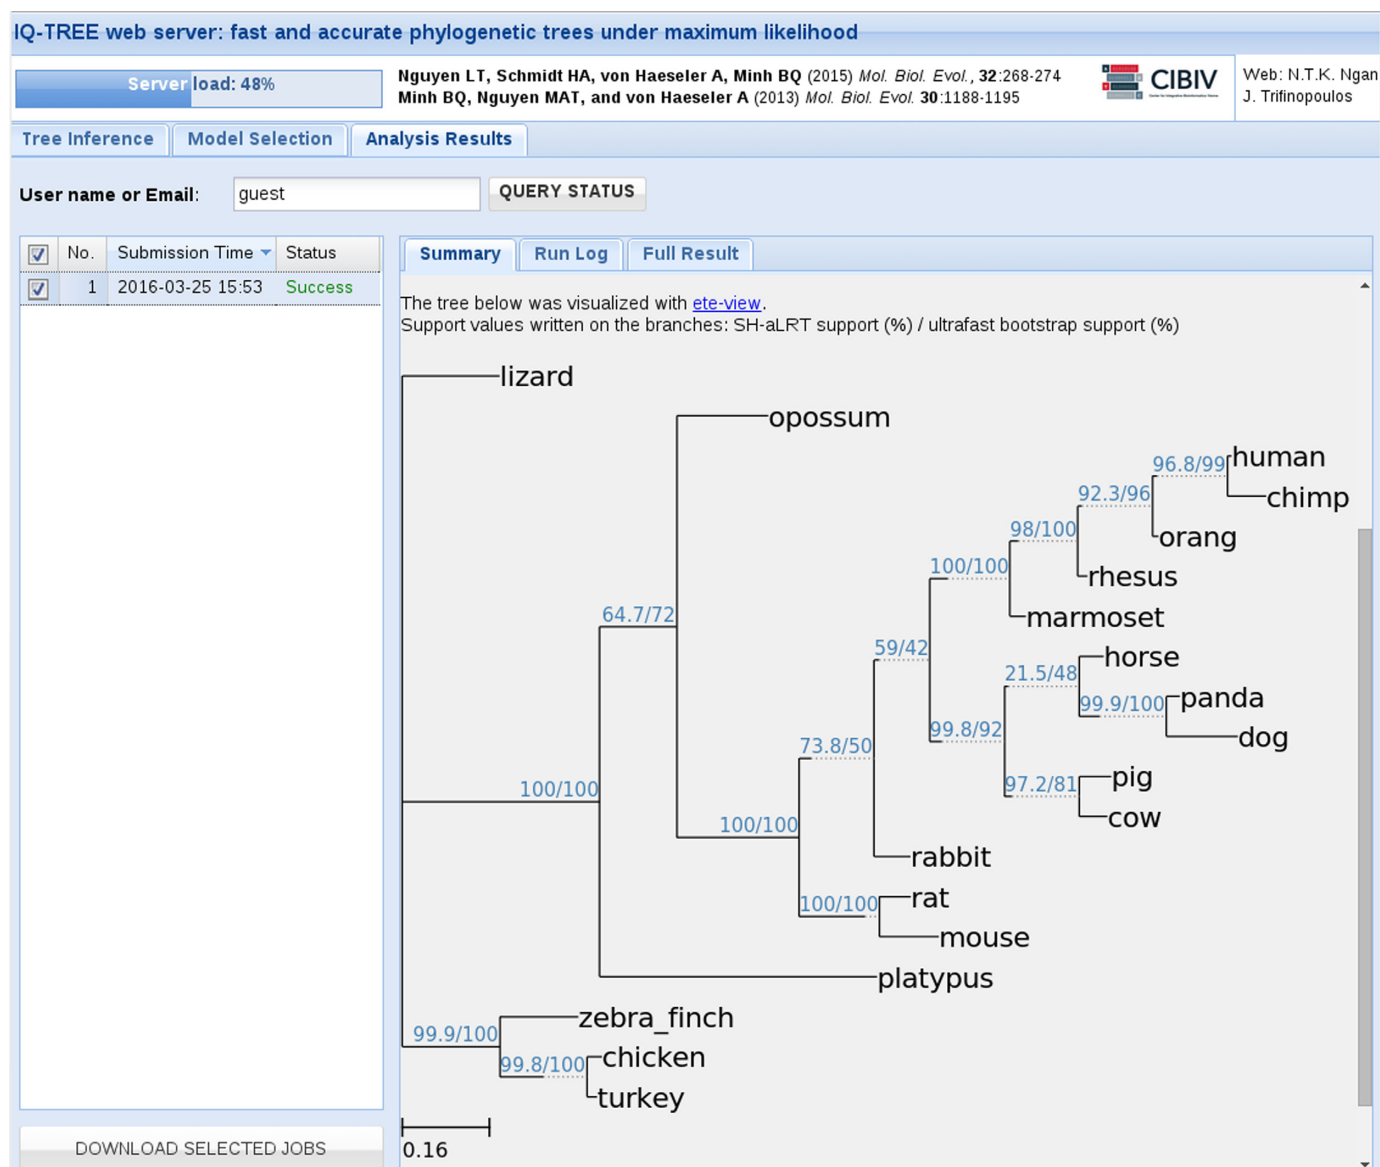 IQ-TREE web server: fast and accurate phylogenetic trees under maximum likelihood
Server load: 48%
Nguyen LT, Schmidt HA, von Haeseler A, Minh BQ (2015) Mol. Biol. Evol., 32:268-274
Minh BQ, Nguyen MAT, and von Haeseler A (2013) Mol. Biol. Evol. 30:1188-1195
CIBIV
Center for Integrative Bioinformatics Vienna
Web: N.T.K. Ngan
J. Trifinopoulos
Tree Inference
Model Selection
Analysis Results
User name or Email:
guest
QUERY STATUS
No.
Submission Time
Status
1
2016-03-25 15:53
Success
Summary
Run Log
Full Result
The tree below was visualized with ete-view.
Support values written on the branches: SH-aLRT support (%) / ultrafast bootstrap support (%)
lizard
opossum
human
96.8/99
chimp
92.3/96
98/100
orang
100/100
rhesus
64.7/72
marmoset
59/42
horse
21.5/48
panda
99.9/100
99.8/92
dog
73.8/50
pig
97.2/81
100/100
cow
100/100
rabbit
rat
100/100
mouse
platypus
zebra_finch
99.9/100
chicken
99.8/100
turkey
0.16
DOWNLOAD SELECTED JOBS